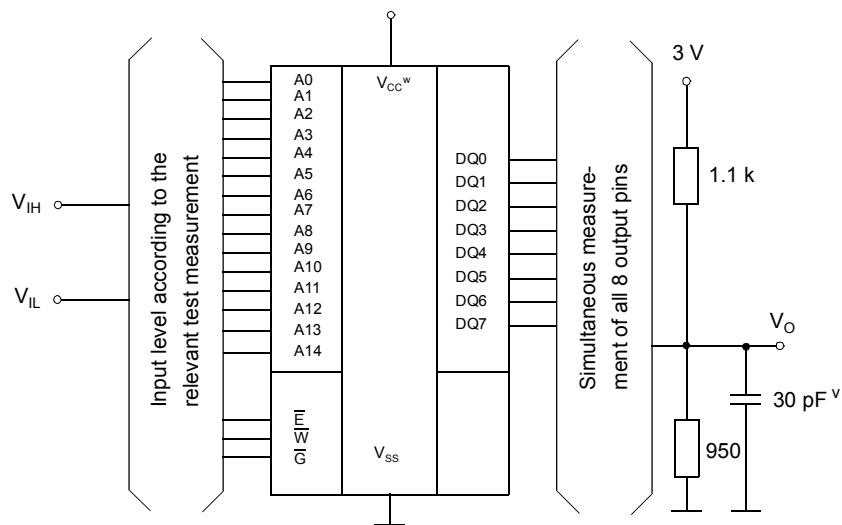 V_IH
V_IL
Input level according to the
relevant test measurement
A0
A1
A2
A3
A4
A5
A6
A7
A8
A9
A10
A11
A12
A13
A14
E̅
W̅
G̅
V_CC w
V_SS
DQ0
DQ1
DQ2
DQ3
DQ4
DQ5
DQ6
DQ7
Simultaneous measure-
ment of all 8 output pins
3 V
1.1 k
V_O
30 pF v
950